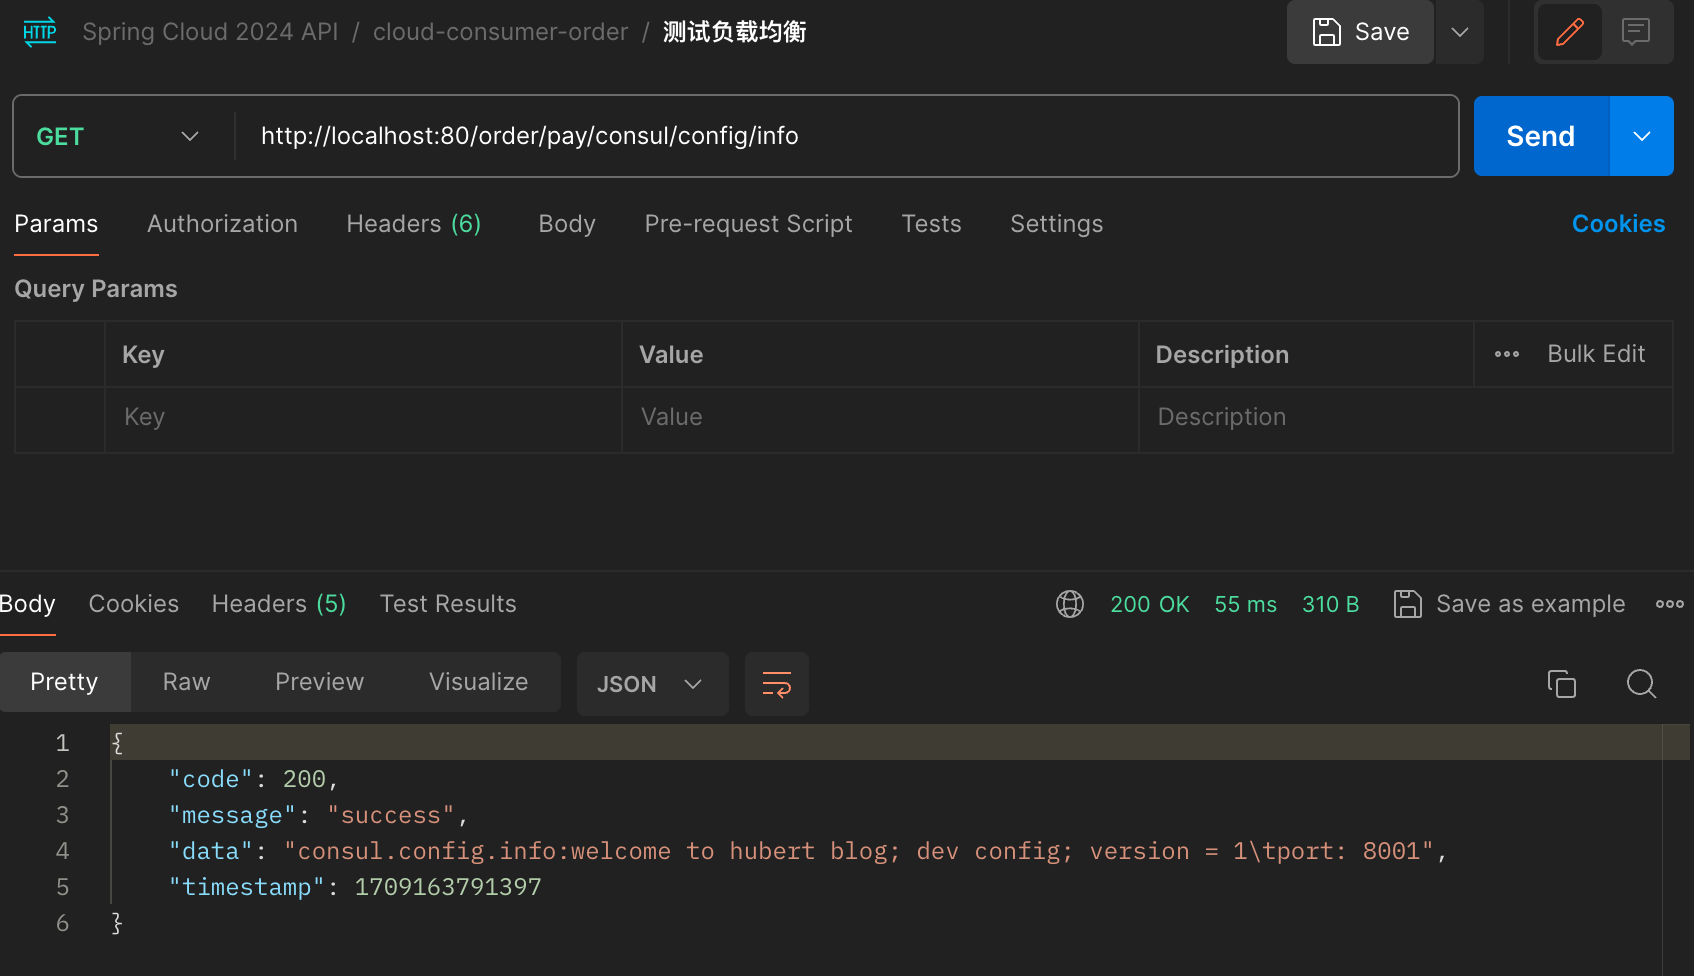 HTTP Spring Cloud 2024 API / cloud-consumer-order / 测试负载均衡 Save
GET http://localhost:80/order/pay/consul/config/info Send
Params Authorization Headers (6) Body Pre-request Script Tests Settings Cookies
Query Params
Key Value Description Bulk Edit
Key Value Description
Body Cookies Headers (5) Test Results 200 OK 55 ms 310 B Save as example
Pretty Raw Preview Visualize JSON
1 {
2 "code": 200,
3 "message": "success",
4 "data": "consul.config.info:welcome to hubert blog; dev config; version = 1\tport: 8001",
5 "timestamp": 1709163791397
6 }